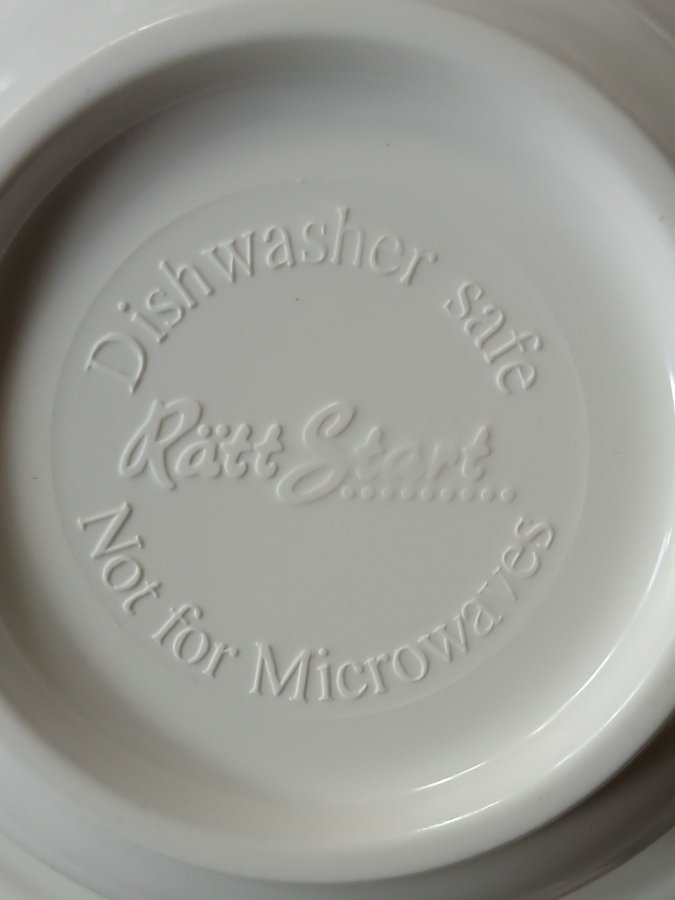 Dishwasher safe
Rätt Start
Not for Microwaves